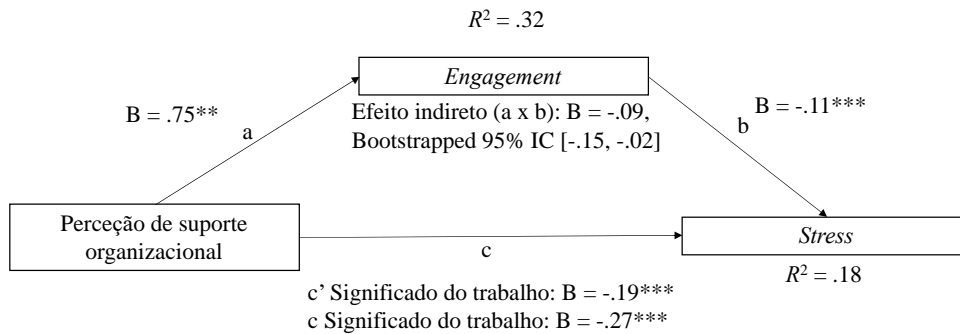 R² = .32
Engagement
B = .75**
a
Efeito indireto (a x b): B = -.09,
Bootstrapped 95% IC [-.15, -.02]
B = -.11***
b
Perceção de suporte
organizacional
c
Stress
R² = .18
c’ Significado do trabalho: B = -.19***
c Significado do trabalho: B = -.27***